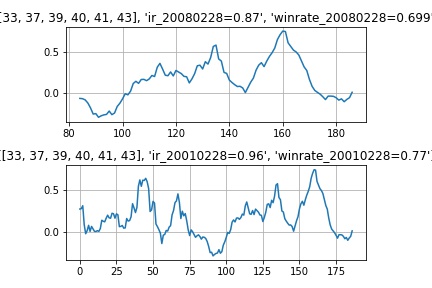 [33, 37, 39, 40, 41, 43], 'ir_20080228=0.87', 'winrate_20080228=0.699'
0.5
0.0
80 100 120 140 160 180
[[33, 37, 39, 40, 41, 43], 'ir_20010228=0.96', 'winrate_20010228=0.77']
0.5
0.0
0 25 50 75 100 125 150 175